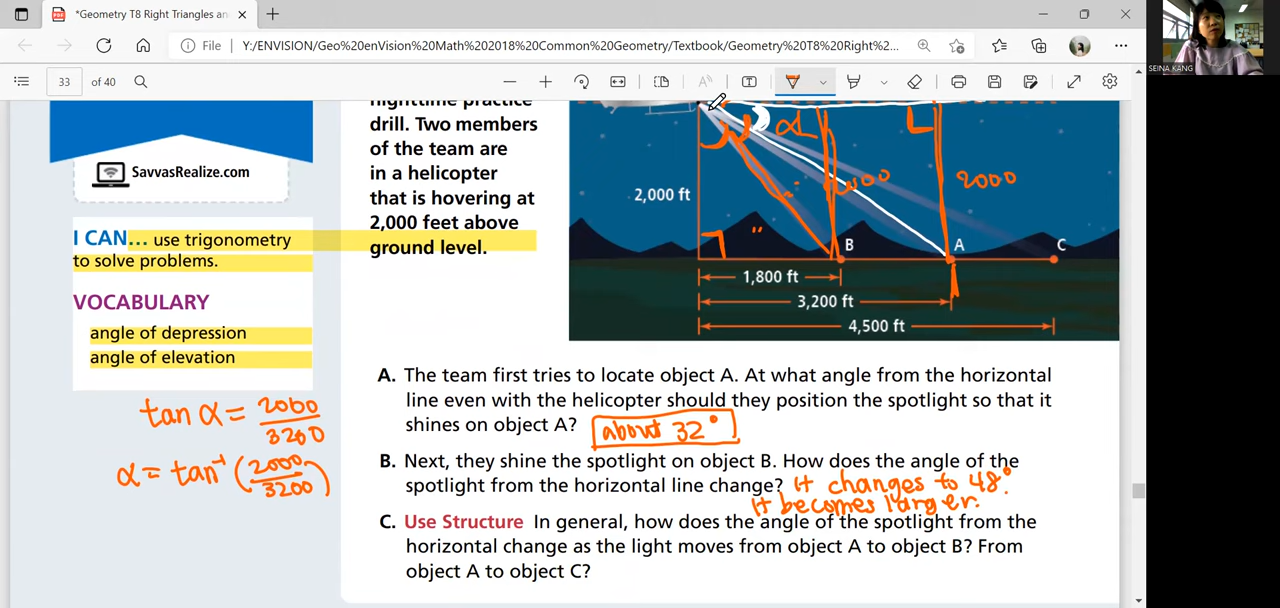 *Geometry T8 Right Triangles an
File
Y:/ENVISION/Geo%20enVision%20Math%202018%20Common%20Geometry/Textbook/Geometry%20T8%20Right%2...
33
of 40
SEINA KANG
SavvasRealize.com
I CAN... use trigonometry
to solve problems.
VOCABULARY
angle of depression
angle of elevation
tan α = 2000/3200
α = tan⁻¹(2000/3200)
nighttime practice
drill. Two members
of the team are
in a helicopter
that is hovering at
2,000 feet above
ground level.
α
2,000 ft
2000
B
A
C
1,800 ft
3,200 ft
4,500 ft
A. The team first tries to locate object A. At what angle from the horizontal
line even with the helicopter should they position the spotlight so that it
shines on object A? about 32°
B. Next, they shine the spotlight on object B. How does the angle of the
spotlight from the horizontal line change? It changes to 48°.
It becomes larger.
C. Use Structure In general, how does the angle of the spotlight from the
horizontal change as the light moves from object A to object B? From
object A to object C?